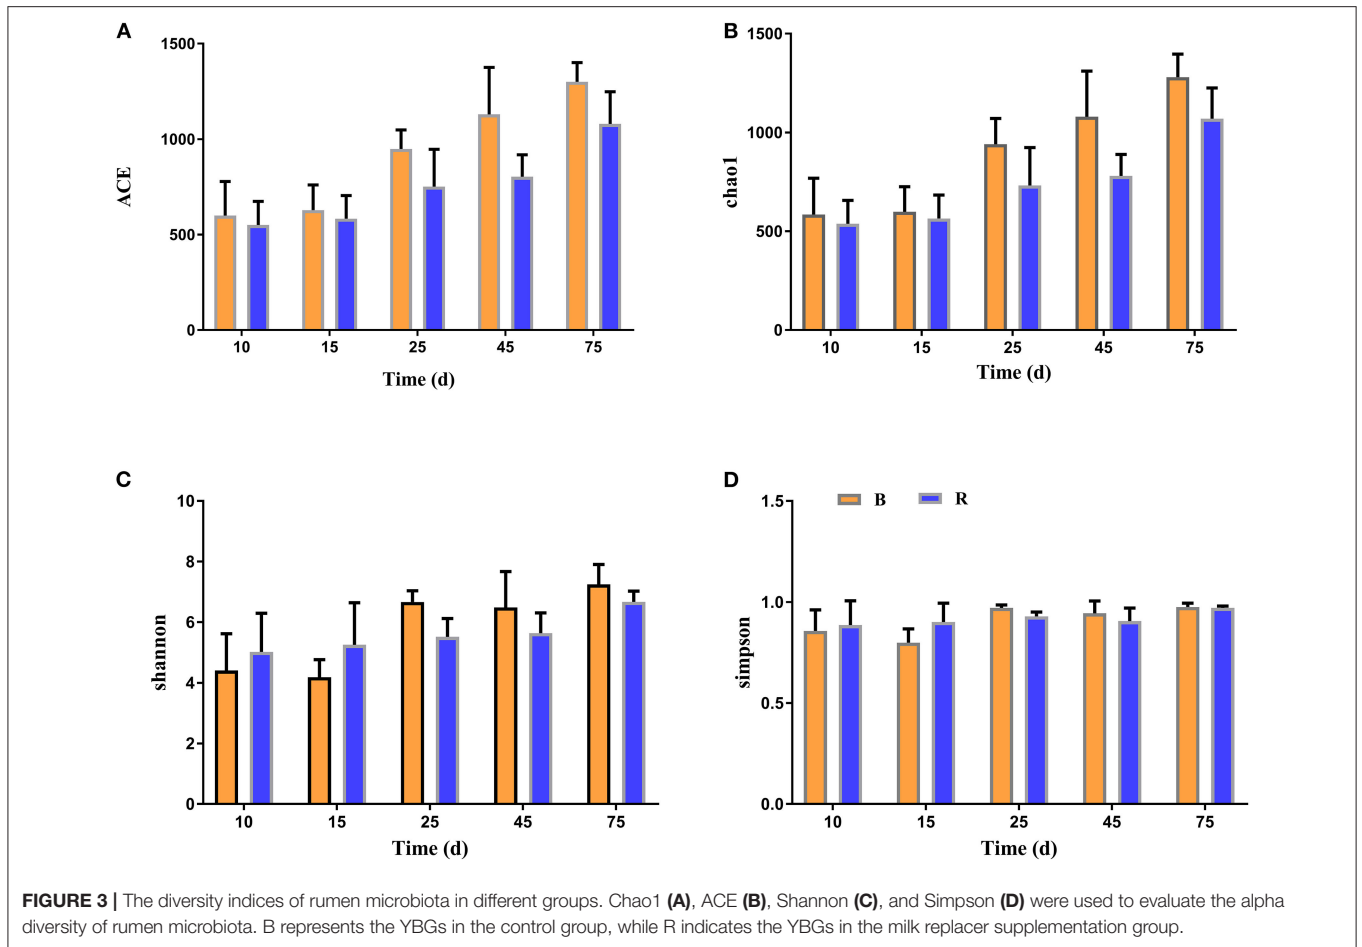 A
1500
1000
500
0
ACE
10 15 25 45 75
Time (d)
B
1500
1000
500
0
chao1
10 15 25 45 75
Time (d)
C
10
8
6
4
2
0
shannon
10 15 25 45 75
Time (d)
D
B R
1.5
1.0
0.5
0.0
simpson
10 15 25 45 75
Time (d)
FIGURE 3 | The diversity indices of rumen microbiota in different groups. Chao1 (A), ACE (B), Shannon (C), and Simpson (D) were used to evaluate the alpha
diversity of rumen microbiota. B represents the YBGs in the control group, while R indicates the YBGs in the milk replacer supplementation group.